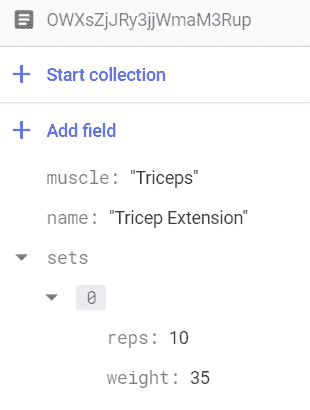 OWXsZjJRy3jjWmaM3Rup
Start collection
Add field
muscle: "Triceps"
name: "Tricep Extension"
sets
0
reps: 10
weight: 35